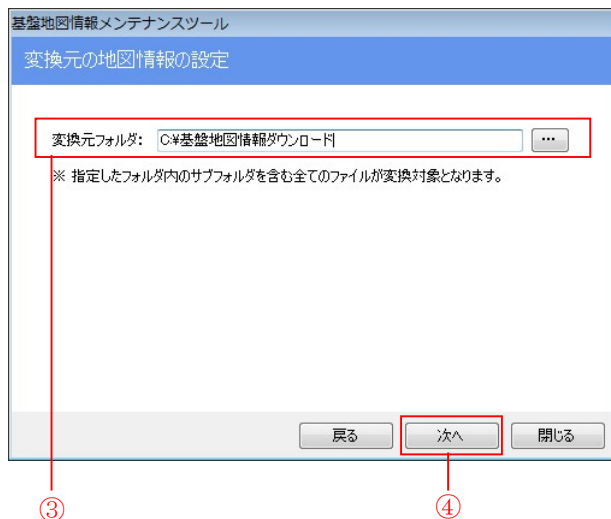 基盤地図情報メンテナンスツール
変換元の地図情報の設定
変換元フォルダ: C:¥基盤地図情報ダウンロード ...
※ 指定したフォルダ内のサブフォルダを含む全てのファイルが変換対象となります。
戻る 次へ 閉じる
③ ④